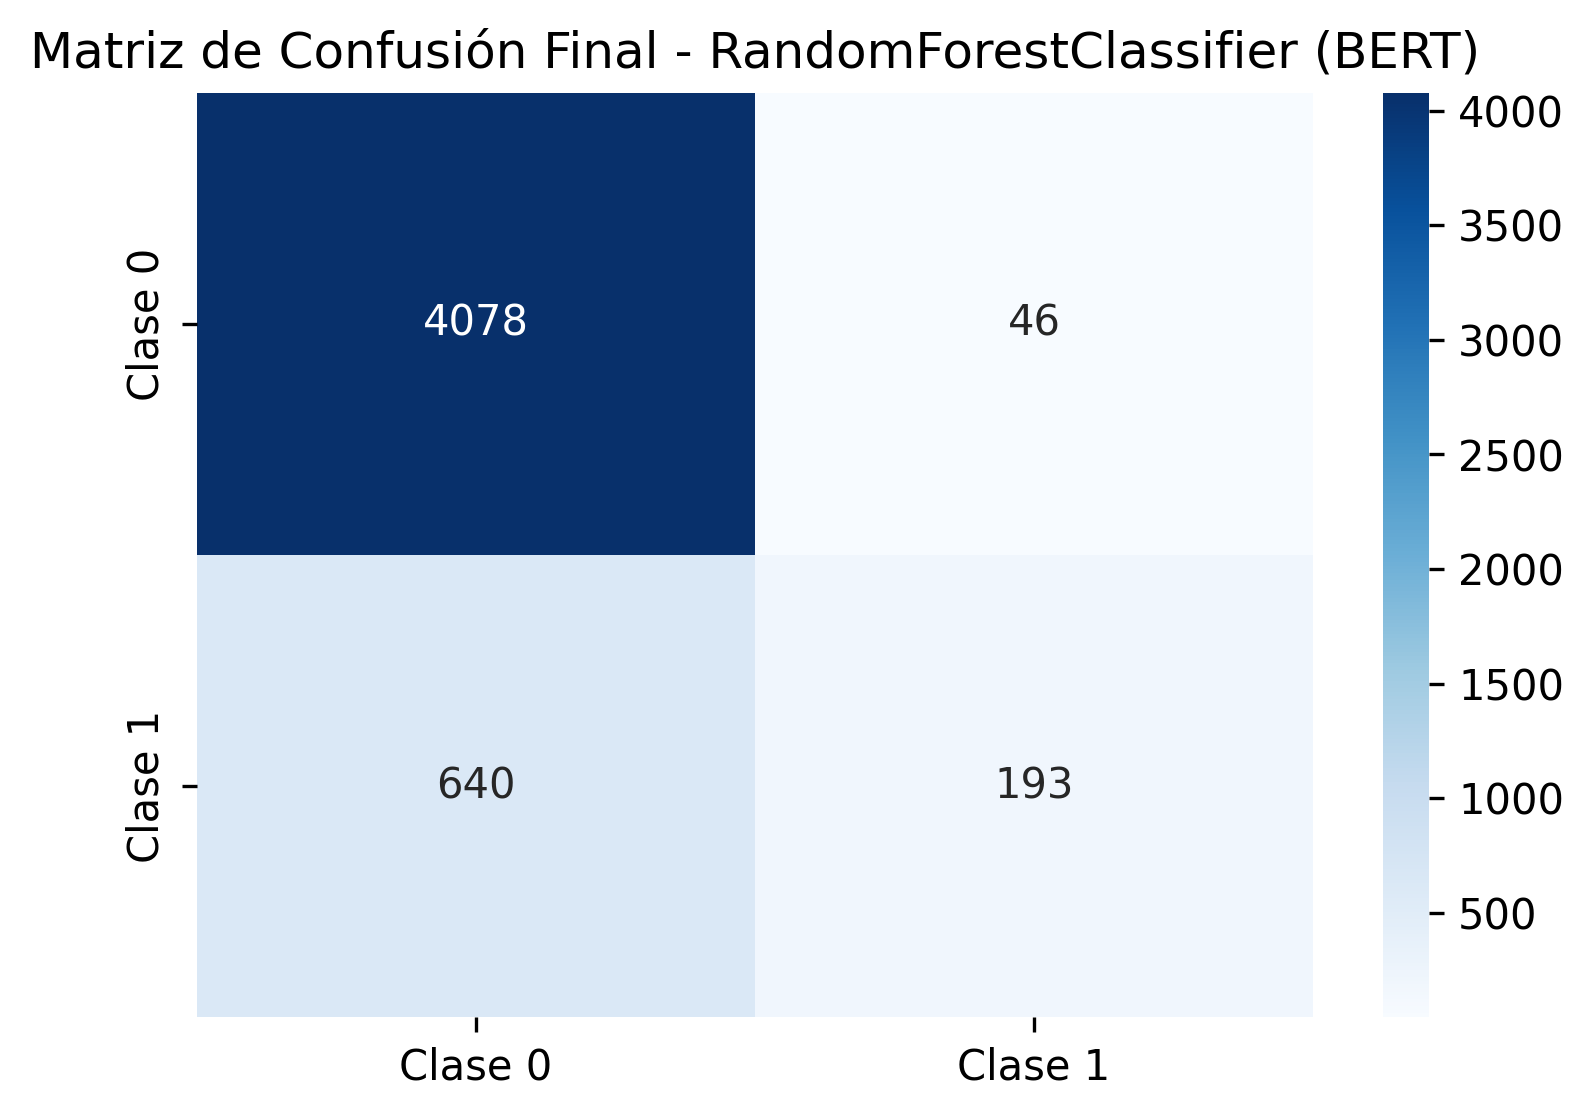 Matriz de Confusión Final - RandomForestClassifier (BERT)
Clase 0
4078
46
Clase 1
640
193
Clase 0
Clase 1
4000
3500
3000
2500
2000
1500
1000
500